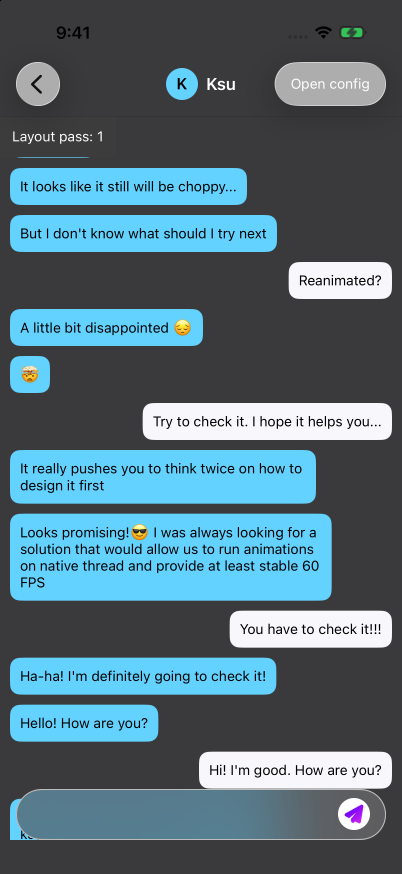 9:41
K Ksu
Open config
Layout pass: 1
It looks like it still will be choppy...
But I don't know what should I try next
Reanimated?
A little bit disappointed 😔
🤯
Try to check it. I hope it helps you...
It really pushes you to think twice on how to
design it first
Looks promising!😎 I was always looking for a
solution that would allow us to run animations
on native thread and provide at least stable 60
FPS
You have to check it!!!
Ha-ha! I'm definitely going to check it!
Hello! How are you?
Hi! I'm good. How are you?